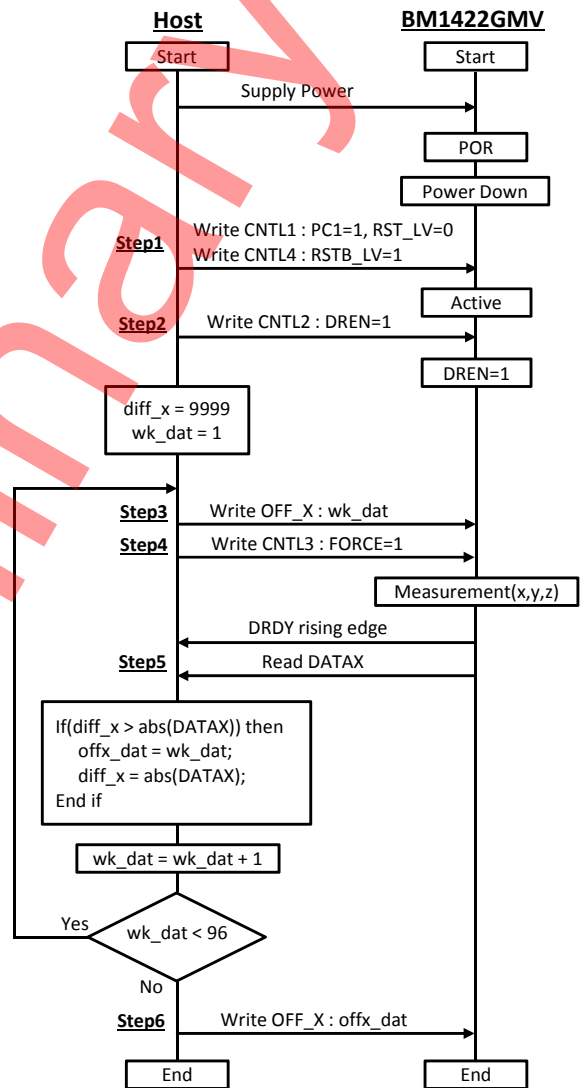 Host
BM1422GMV
Start
Start
Supply Power
POR
Power Down
Step1
Write CNTL1 : PC1=1, RST_LV=0
Write CNTL4 : RSTB_LV=1
Active
Step2
Write CNTL2 : DREN=1
DREN=1
diff_x = 9999
wk_dat = 1
Step3
Write OFF_X : wk_dat
Step4
Write CNTL3 : FORCE=1
Measurement(x,y,z)
DRDY rising edge
Step5
Read DATAX
If(diff_x > abs(DATAX)) then
offx_dat = wk_dat;
diff_x = abs(DATAX);
End if
wk_dat = wk_dat + 1
Yes
wk_dat < 96
No
Step6
Write OFF_X : offx_dat
End
End